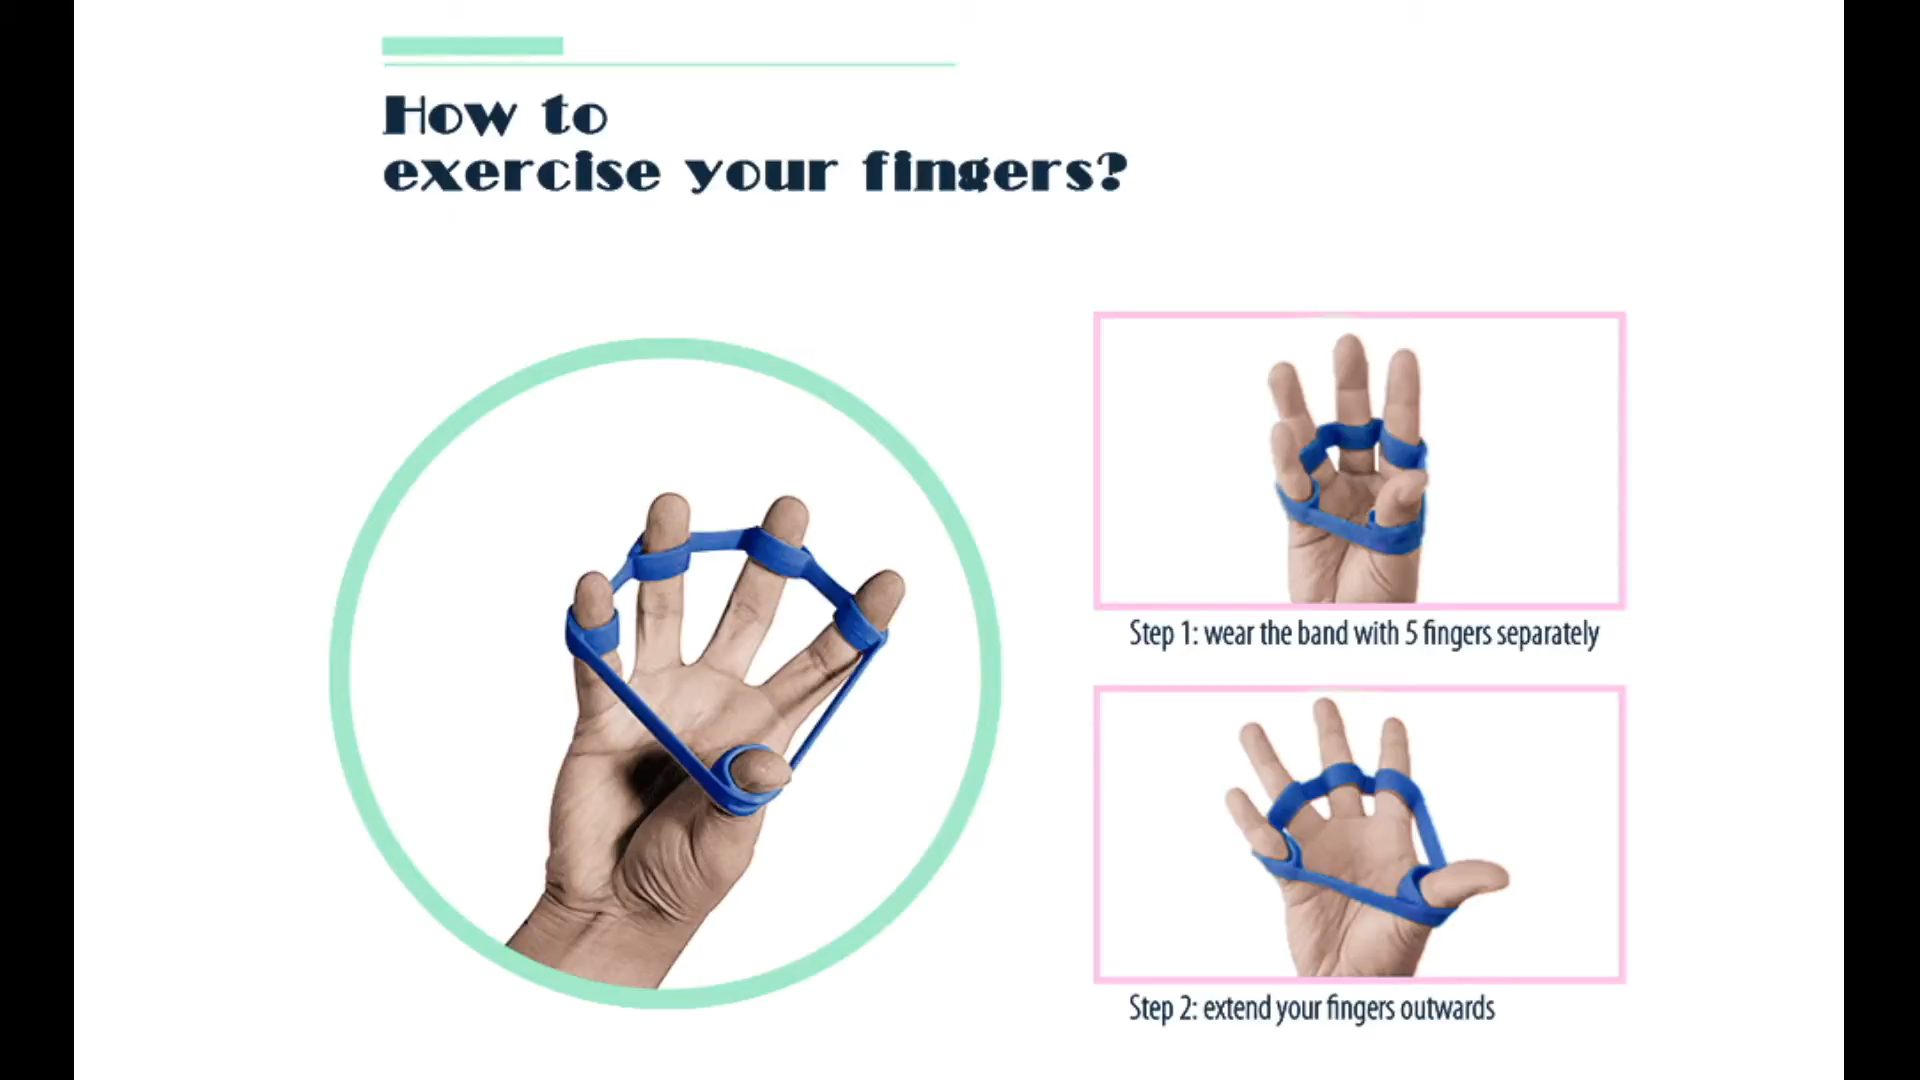 How to
exercise your fingers?
Step 1: wear the band with 5 fingers separately
Step 2: extend your fingers outwards